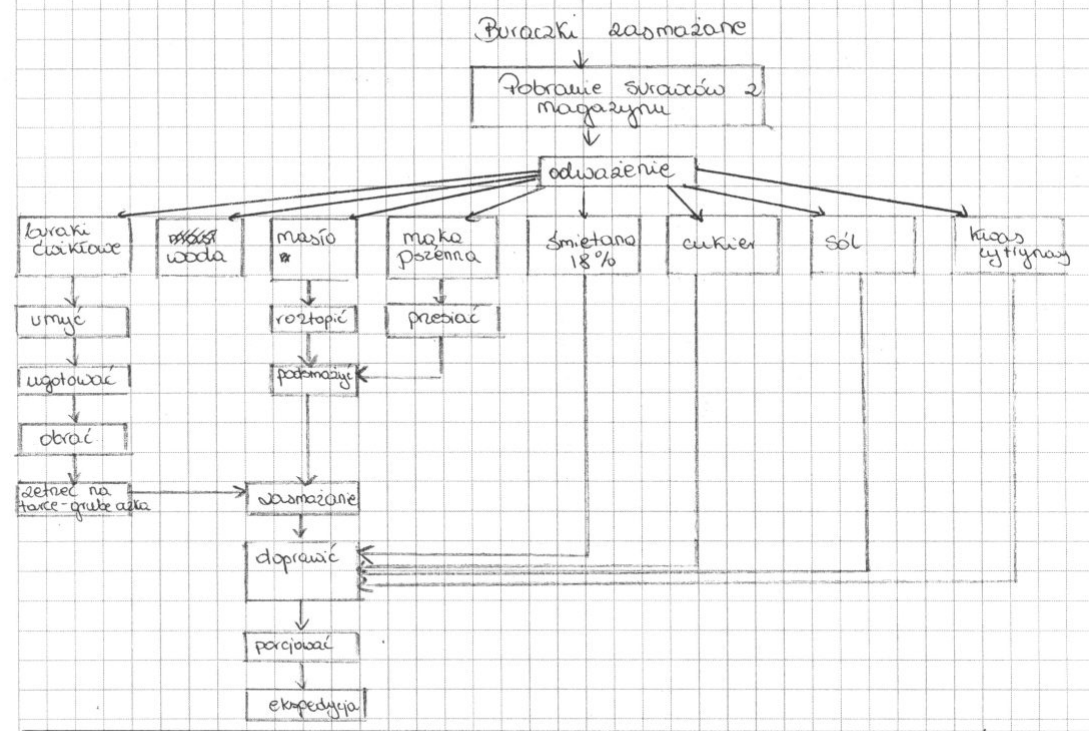 Buraczki zasmażane
Pobranie surowców z
magazynu
odważenie
buraki
ćwikłowe
woda
masło
mąka
pszenna
śmietana
18%
cukier
sól
kwas
cytrynowy
umyć
roztopić
przesiać
ugotować
podsmażyć
obrać
zetrzeć na
tarce-grube oczka
zasmażanie
doprawić
porcjować
ekspedycja